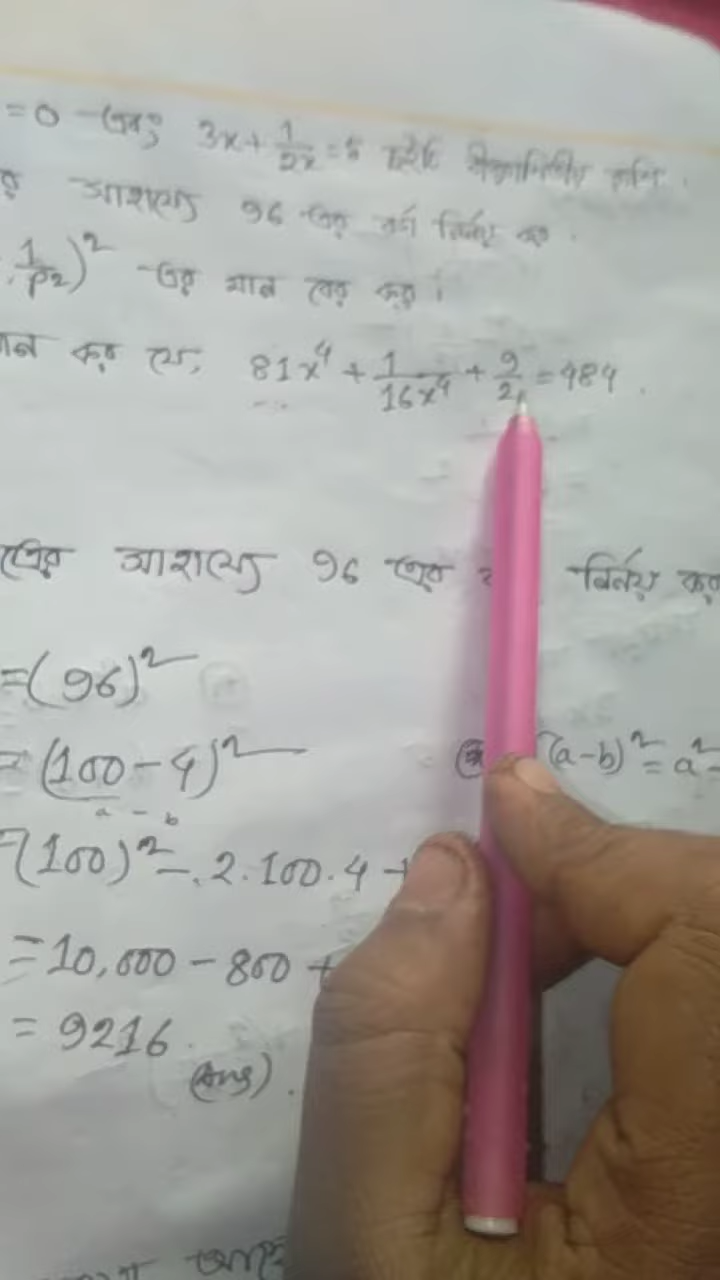 =0 এবং 3x+1/2x=5 দুইটি বীজগাণিতীয় রাশি.
র সাহায্যে 96 এর বর্গ নির্ণয় কর.
1/p2)² এর মান বের কর।
কর যে, 81x⁴ + 1/16x⁴ + 9/2 = 484.
ত্রের সাহায্যে 96 এর নির্ণয় কর
=(96)²
= (100-4)² (a-b)² = a²-
a - b
=(100)² - .2.100.4 +
=10,000 - 800 +
= 9216.
(Ans).